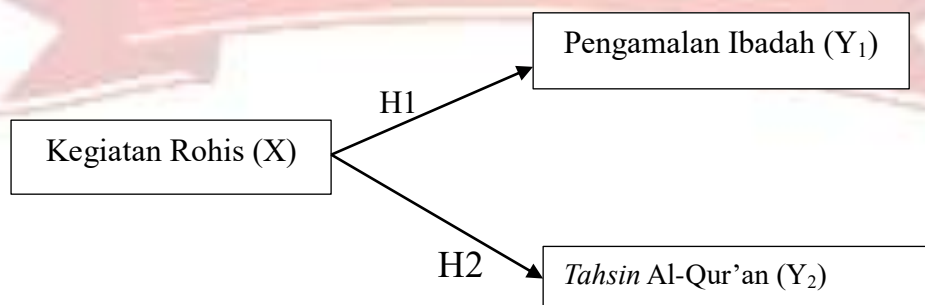 Pengamalan Ibadah (Y₁)
H1
Kegiatan Rohis (X)
H2
Tahsin Al-Qur’an (Y₂)